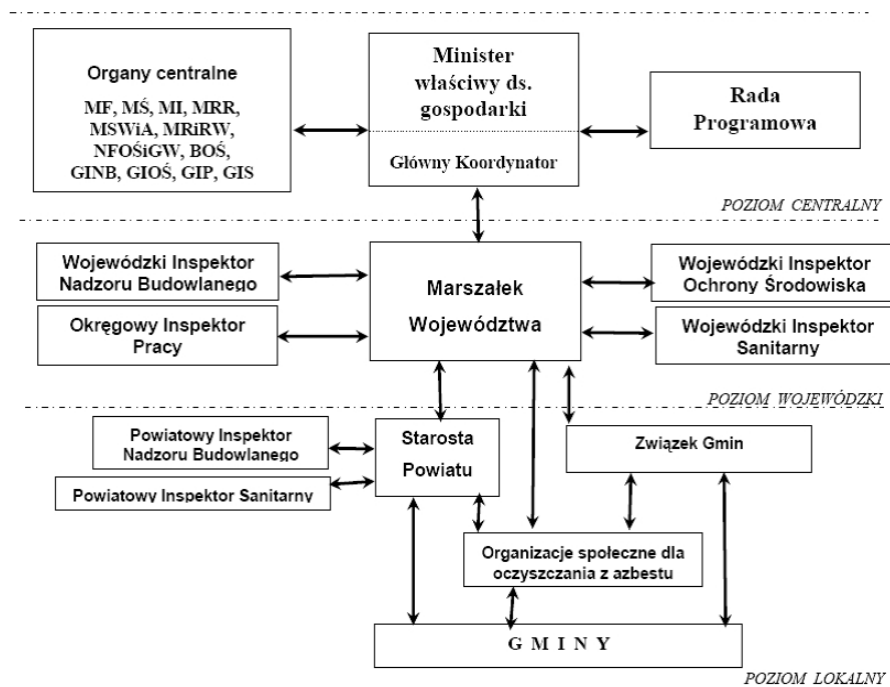 Organy centralne
MF, MŚ, MI, MRR,
MSWiA, MRiRW,
NFOŚiGW, BOŚ,
GINB, GIOŚ, GIP, GIS
Minister
właściwy ds.
gospodarki
Główny Koordynator
Rada
Programowa
POZIOM CENTRALNY
Wojewódzki Inspektor
Nadzoru Budowlanego
Okręgowy Inspektor
Pracy
Marszałek
Województwa
Wojewódzki Inspektor
Ochrony Środowiska
Wojewódzki Inspektor
Sanitarny
POZIOM WOJEWÓDZKI
Powiatowy Inspektor
Nadzoru Budowlanego
Powiatowy Inspektor Sanitarny
Starosta
Powiatu
Związek Gmin
Organizacje społeczne dla
oczyszczania z azbestu
G M I N Y
POZIOM LOKALNY